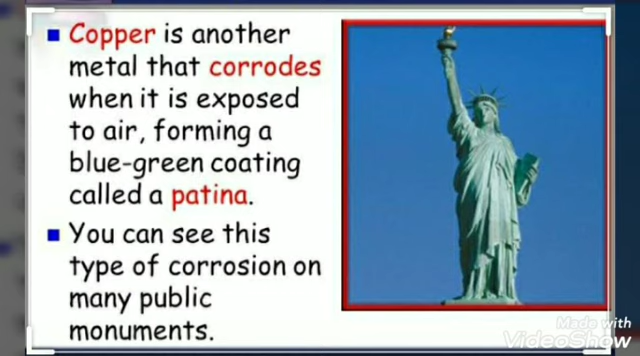 Copper is another
metal that corrodes
when it is exposed
to air, forming a
blue-green coating
called a patina.
You can see this
type of corrosion on
many public
monuments.
Made with
VideoShow